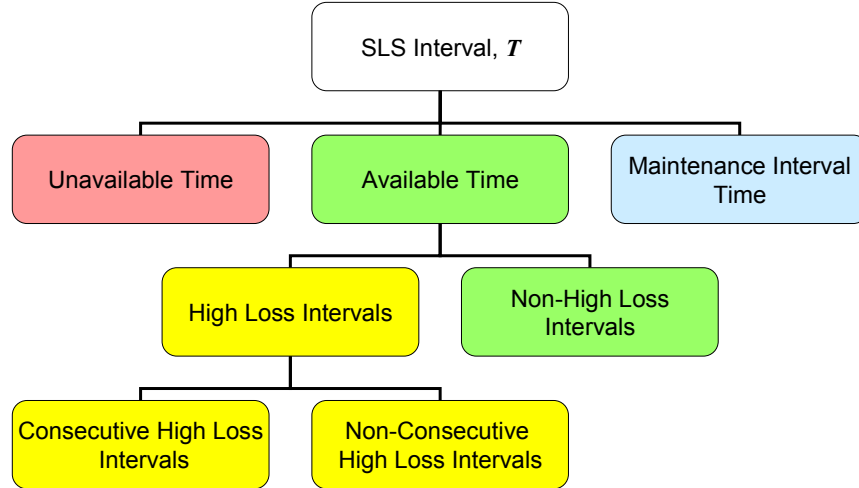 SLS Interval, T
Unavailable Time
Available Time
Maintenance Interval
Time
High Loss Intervals
Non-High Loss
Intervals
Consecutive High Loss
Intervals
Non-Consecutive
High Loss Intervals